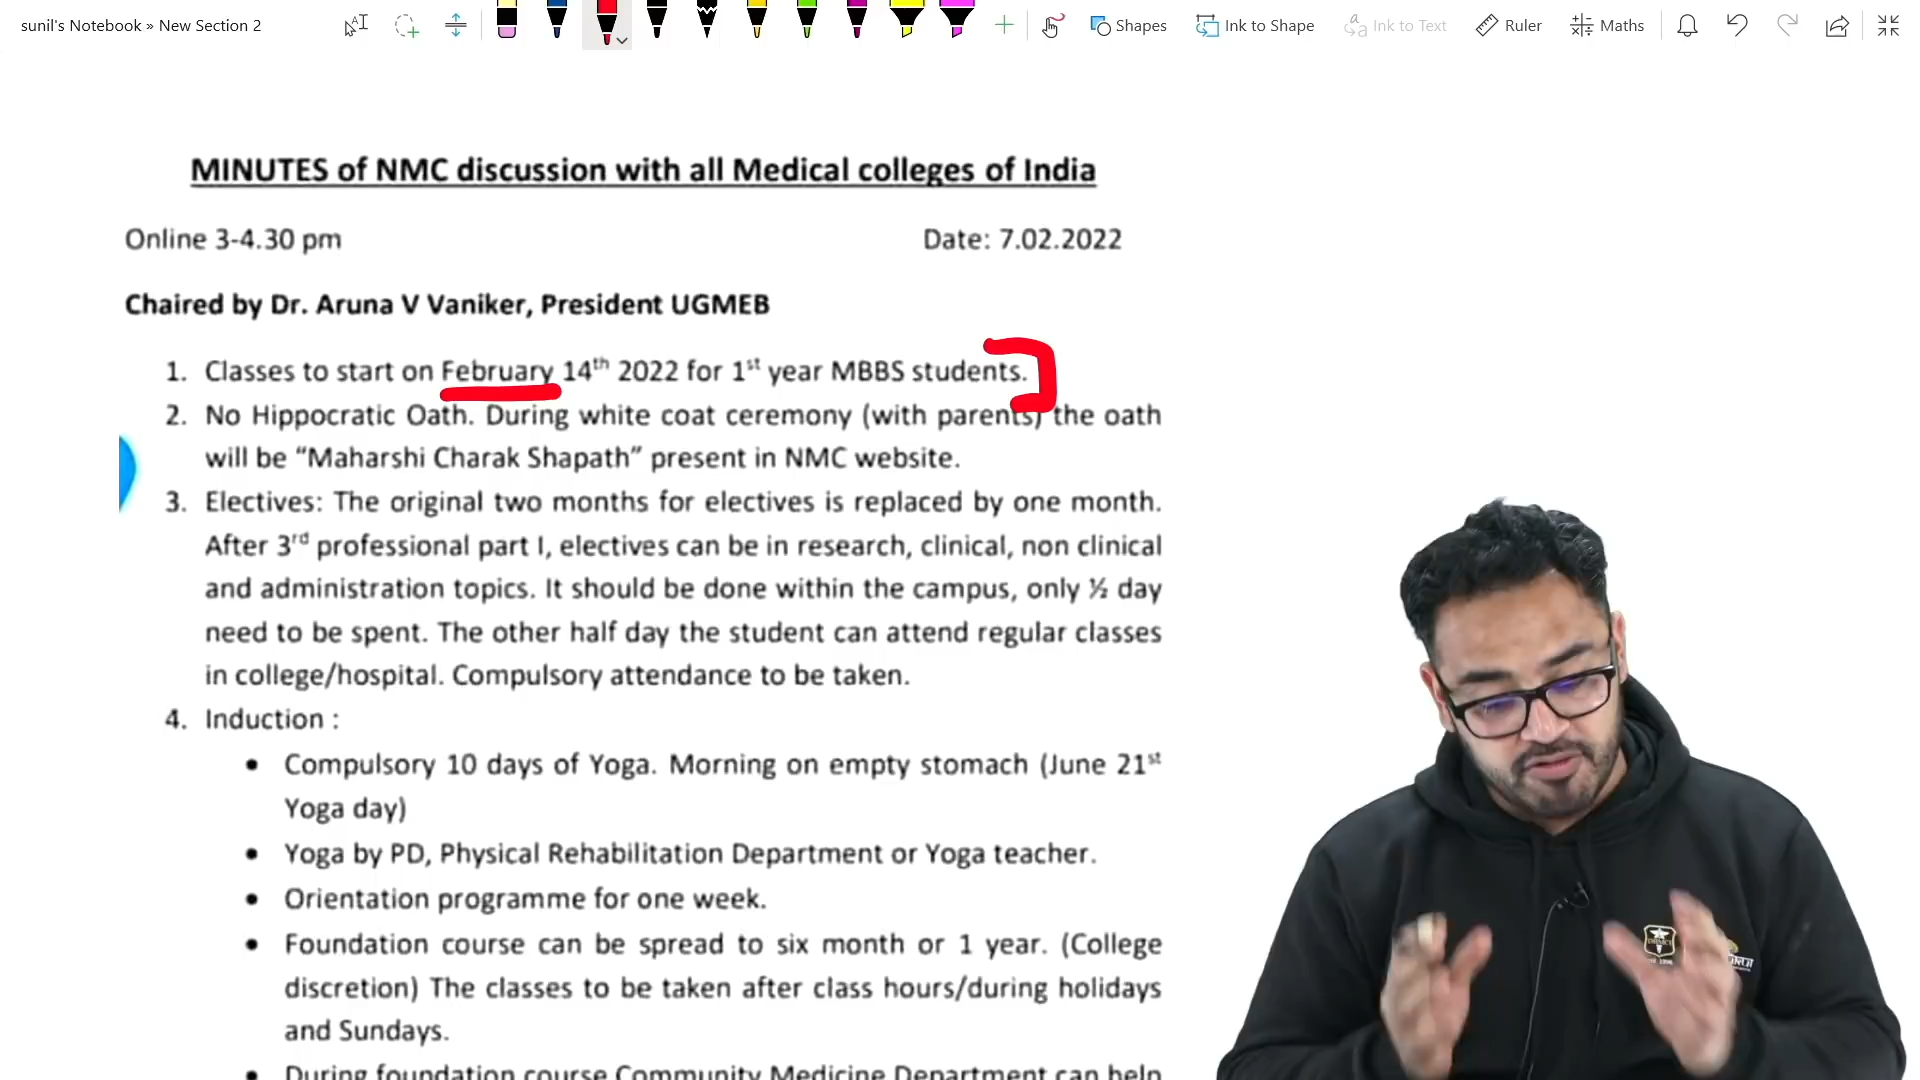 sunil's Notebook » New Section 2
Shapes Ink to Shape Ink to Text Ruler Maths
MINUTES of NMC discussion with all Medical colleges of India
Online 3-4.30 pm Date: 7.02.2022
Chaired by Dr. Aruna V Vaniker, President UGMEB
1. Classes to start on February 14th 2022 for 1st year MBBS students.
2. No Hippocratic Oath. During white coat ceremony (with parents) the oath
will be “Maharshi Charak Shapath” present in NMC website.
3. Electives: The original two months for electives is replaced by one month.
After 3rd professional part I, electives can be in research, clinical, non clinical
and administration topics. It should be done within the campus, only ½ day
need to be spent. The other half day the student can attend regular classes
in college/hospital. Compulsory attendance to be taken.
4. Induction :
• Compulsory 10 days of Yoga. Morning on empty stomach (June 21st
Yoga day)
• Yoga by PD, Physical Rehabilitation Department or Yoga teacher.
• Orientation programme for one week.
• Foundation course can be spread to six month or 1 year. (College
discretion) The classes to be taken after class hours/during holidays
and Sundays.
• During foundation course Community Medicine Department can help